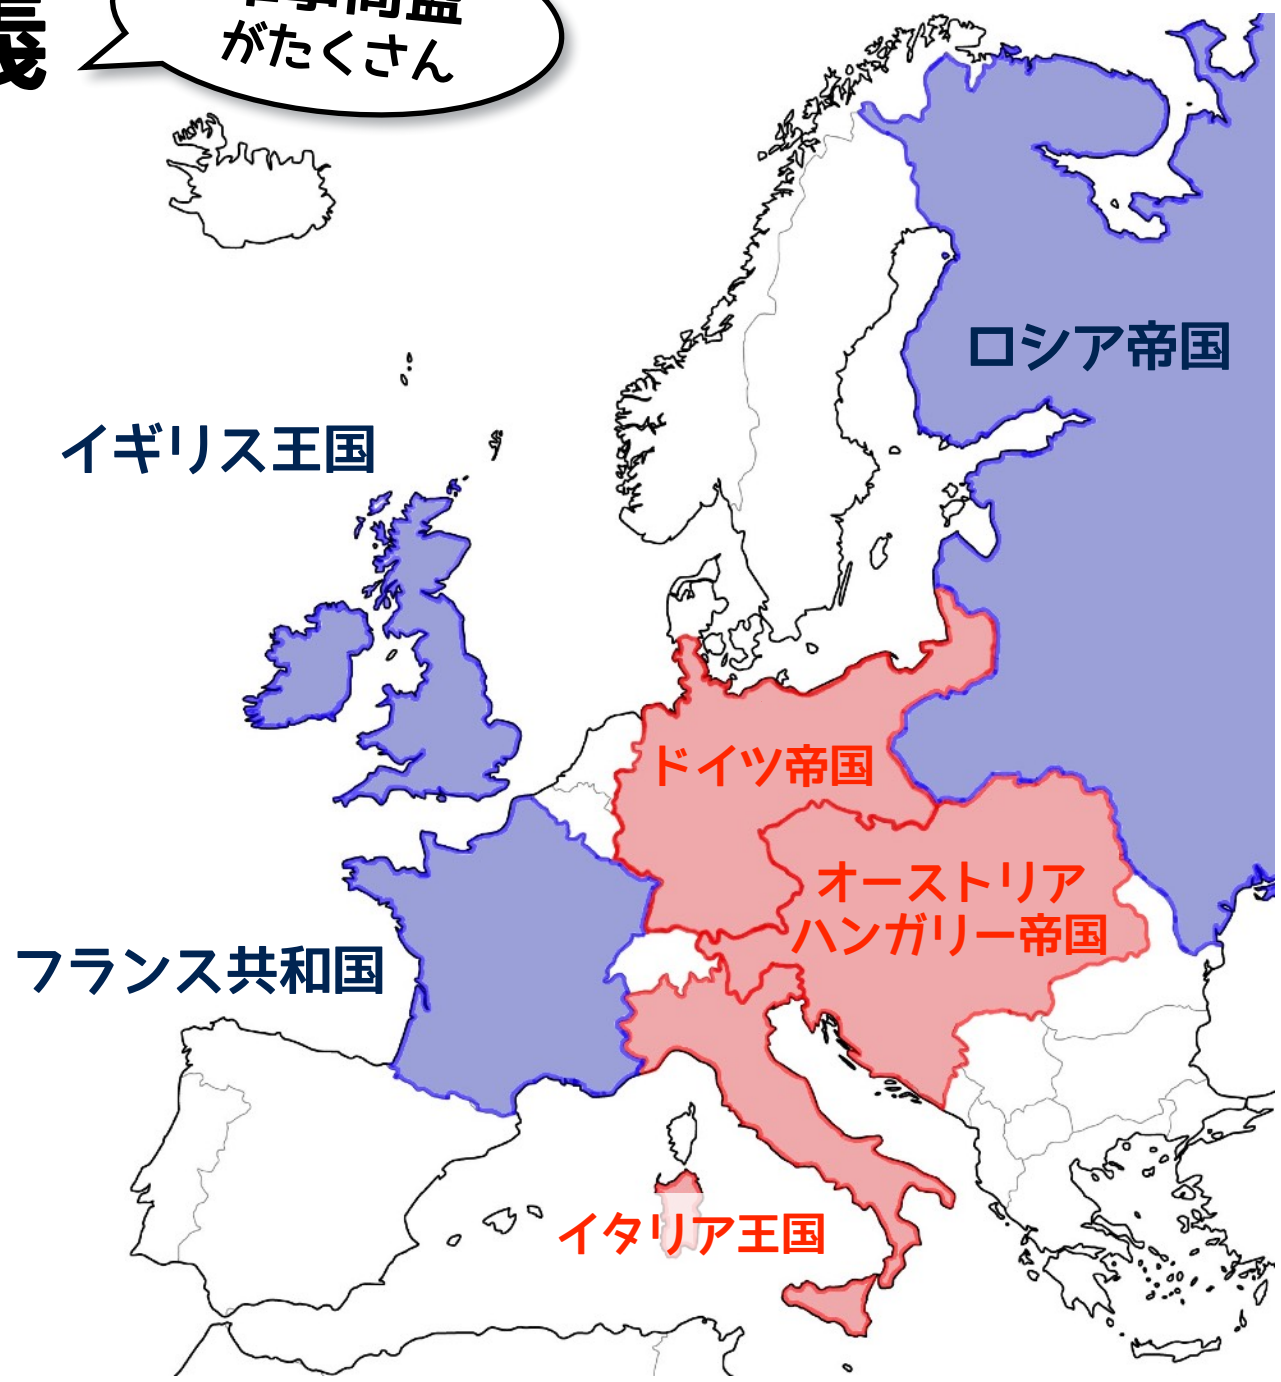 がたくさん
ロシア帝国
イギリス王国
ドイツ帝国
オーストリア
ハンガリー帝国
フランス共和国
イタリア王国